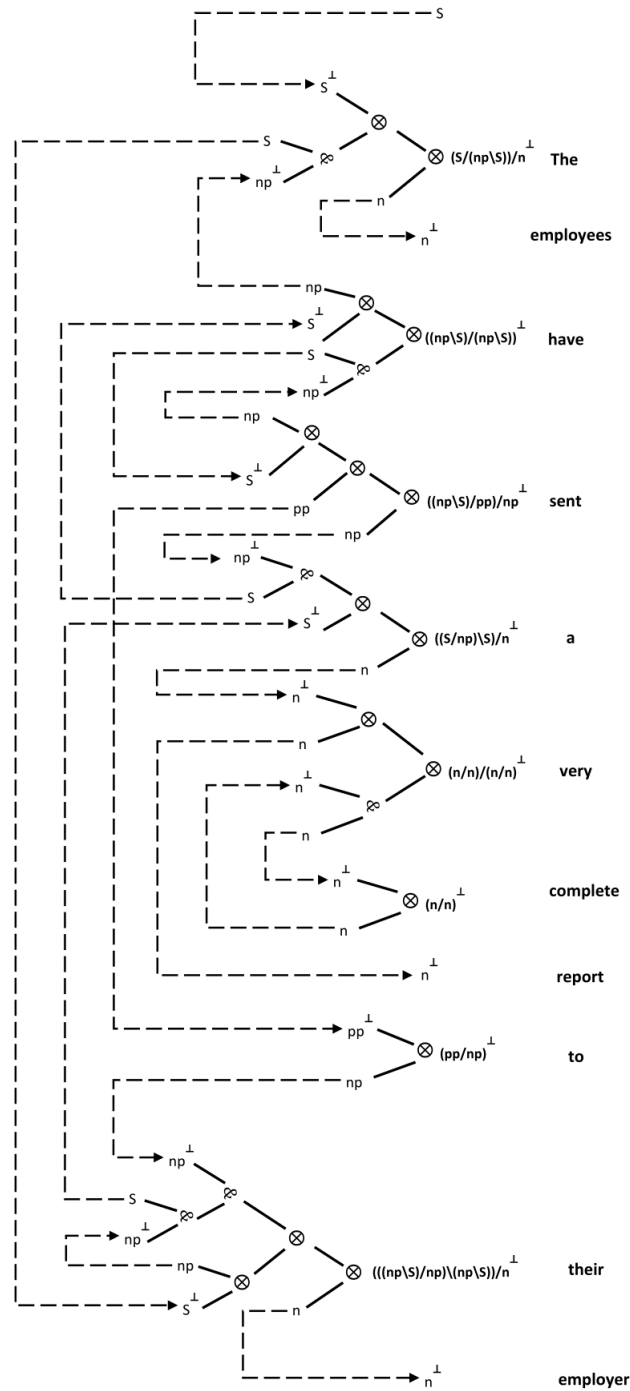 S
S⊥
⊗
S
⅋
⊗ (S/(np\S))/n⊥ The
np⊥
n
n⊥ employees
np
⊗
S⊥
⊗ ((np\S)/(np\S))⊥ have
S
⅋
np⊥
np
⊗
⊗
S⊥
⊗ ((np\S)/pp)/np⊥ sent
pp
np
np⊥
⅋
S
⊗
S⊥
⊗ ((S/np)\S)/n⊥ a
n
n⊥
⊗
n
⊗ (n/n)/(n/n)⊥ very
n⊥
⅋
n
n⊥
⊗ (n/n)⊥ complete
n
n⊥ report
pp⊥
⊗ (pp/np)⊥ to
np
np⊥
⅋
S
⅋
np⊥
⊗
np
⊗ (((np\S)/np)\(np\S))/n⊥ their
⊗
S⊥
n
n⊥ employer